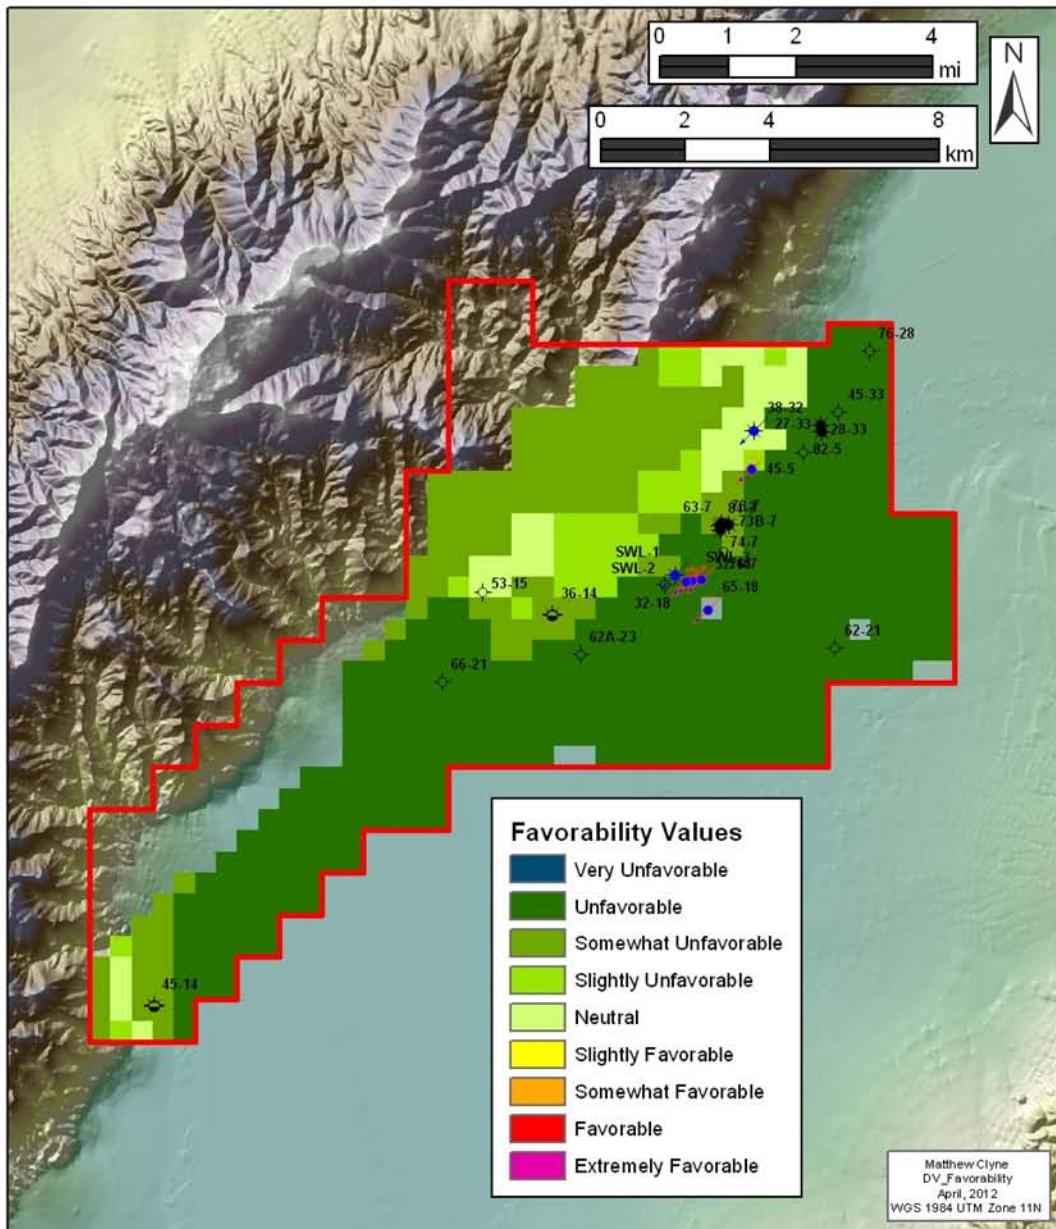 0 1 2 4
mi
N
0 2 4 8
km
76-28
45-33
38-32
27-33
28-33
82-5
45-5
63-7
73B-7
74-7
SWL-1
SWL-2
53-15
36-14
32-18
65-18
62A-23
62-21
66-21
45-14
Favorability Values
Very Unfavorable
Unfavorable
Somewhat Unfavorable
Slightly Unfavorable
Neutral
Slightly Favorable
Somewhat Favorable
Favorable
Extremely Favorable
Matthew Clyne
DV_Favorability
April, 2012
WGS 1984 UTM Zone 11N